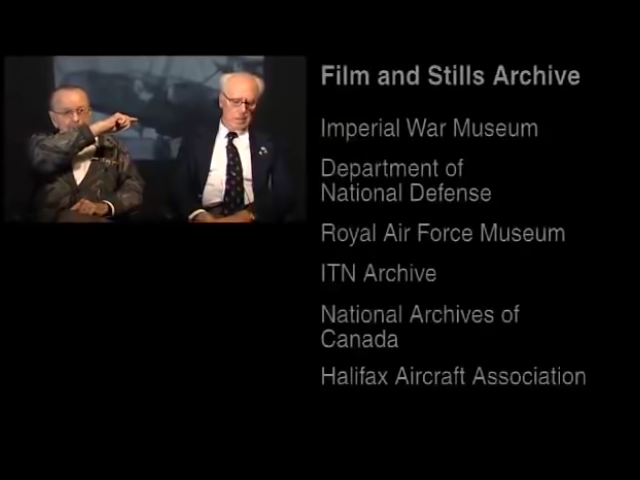 Film and Stills Archive
Imperial War Museum
Department of
National Defense
Royal Air Force Museum
ITN Archive
National Archives of
Canada
Halifax Aircraft Association